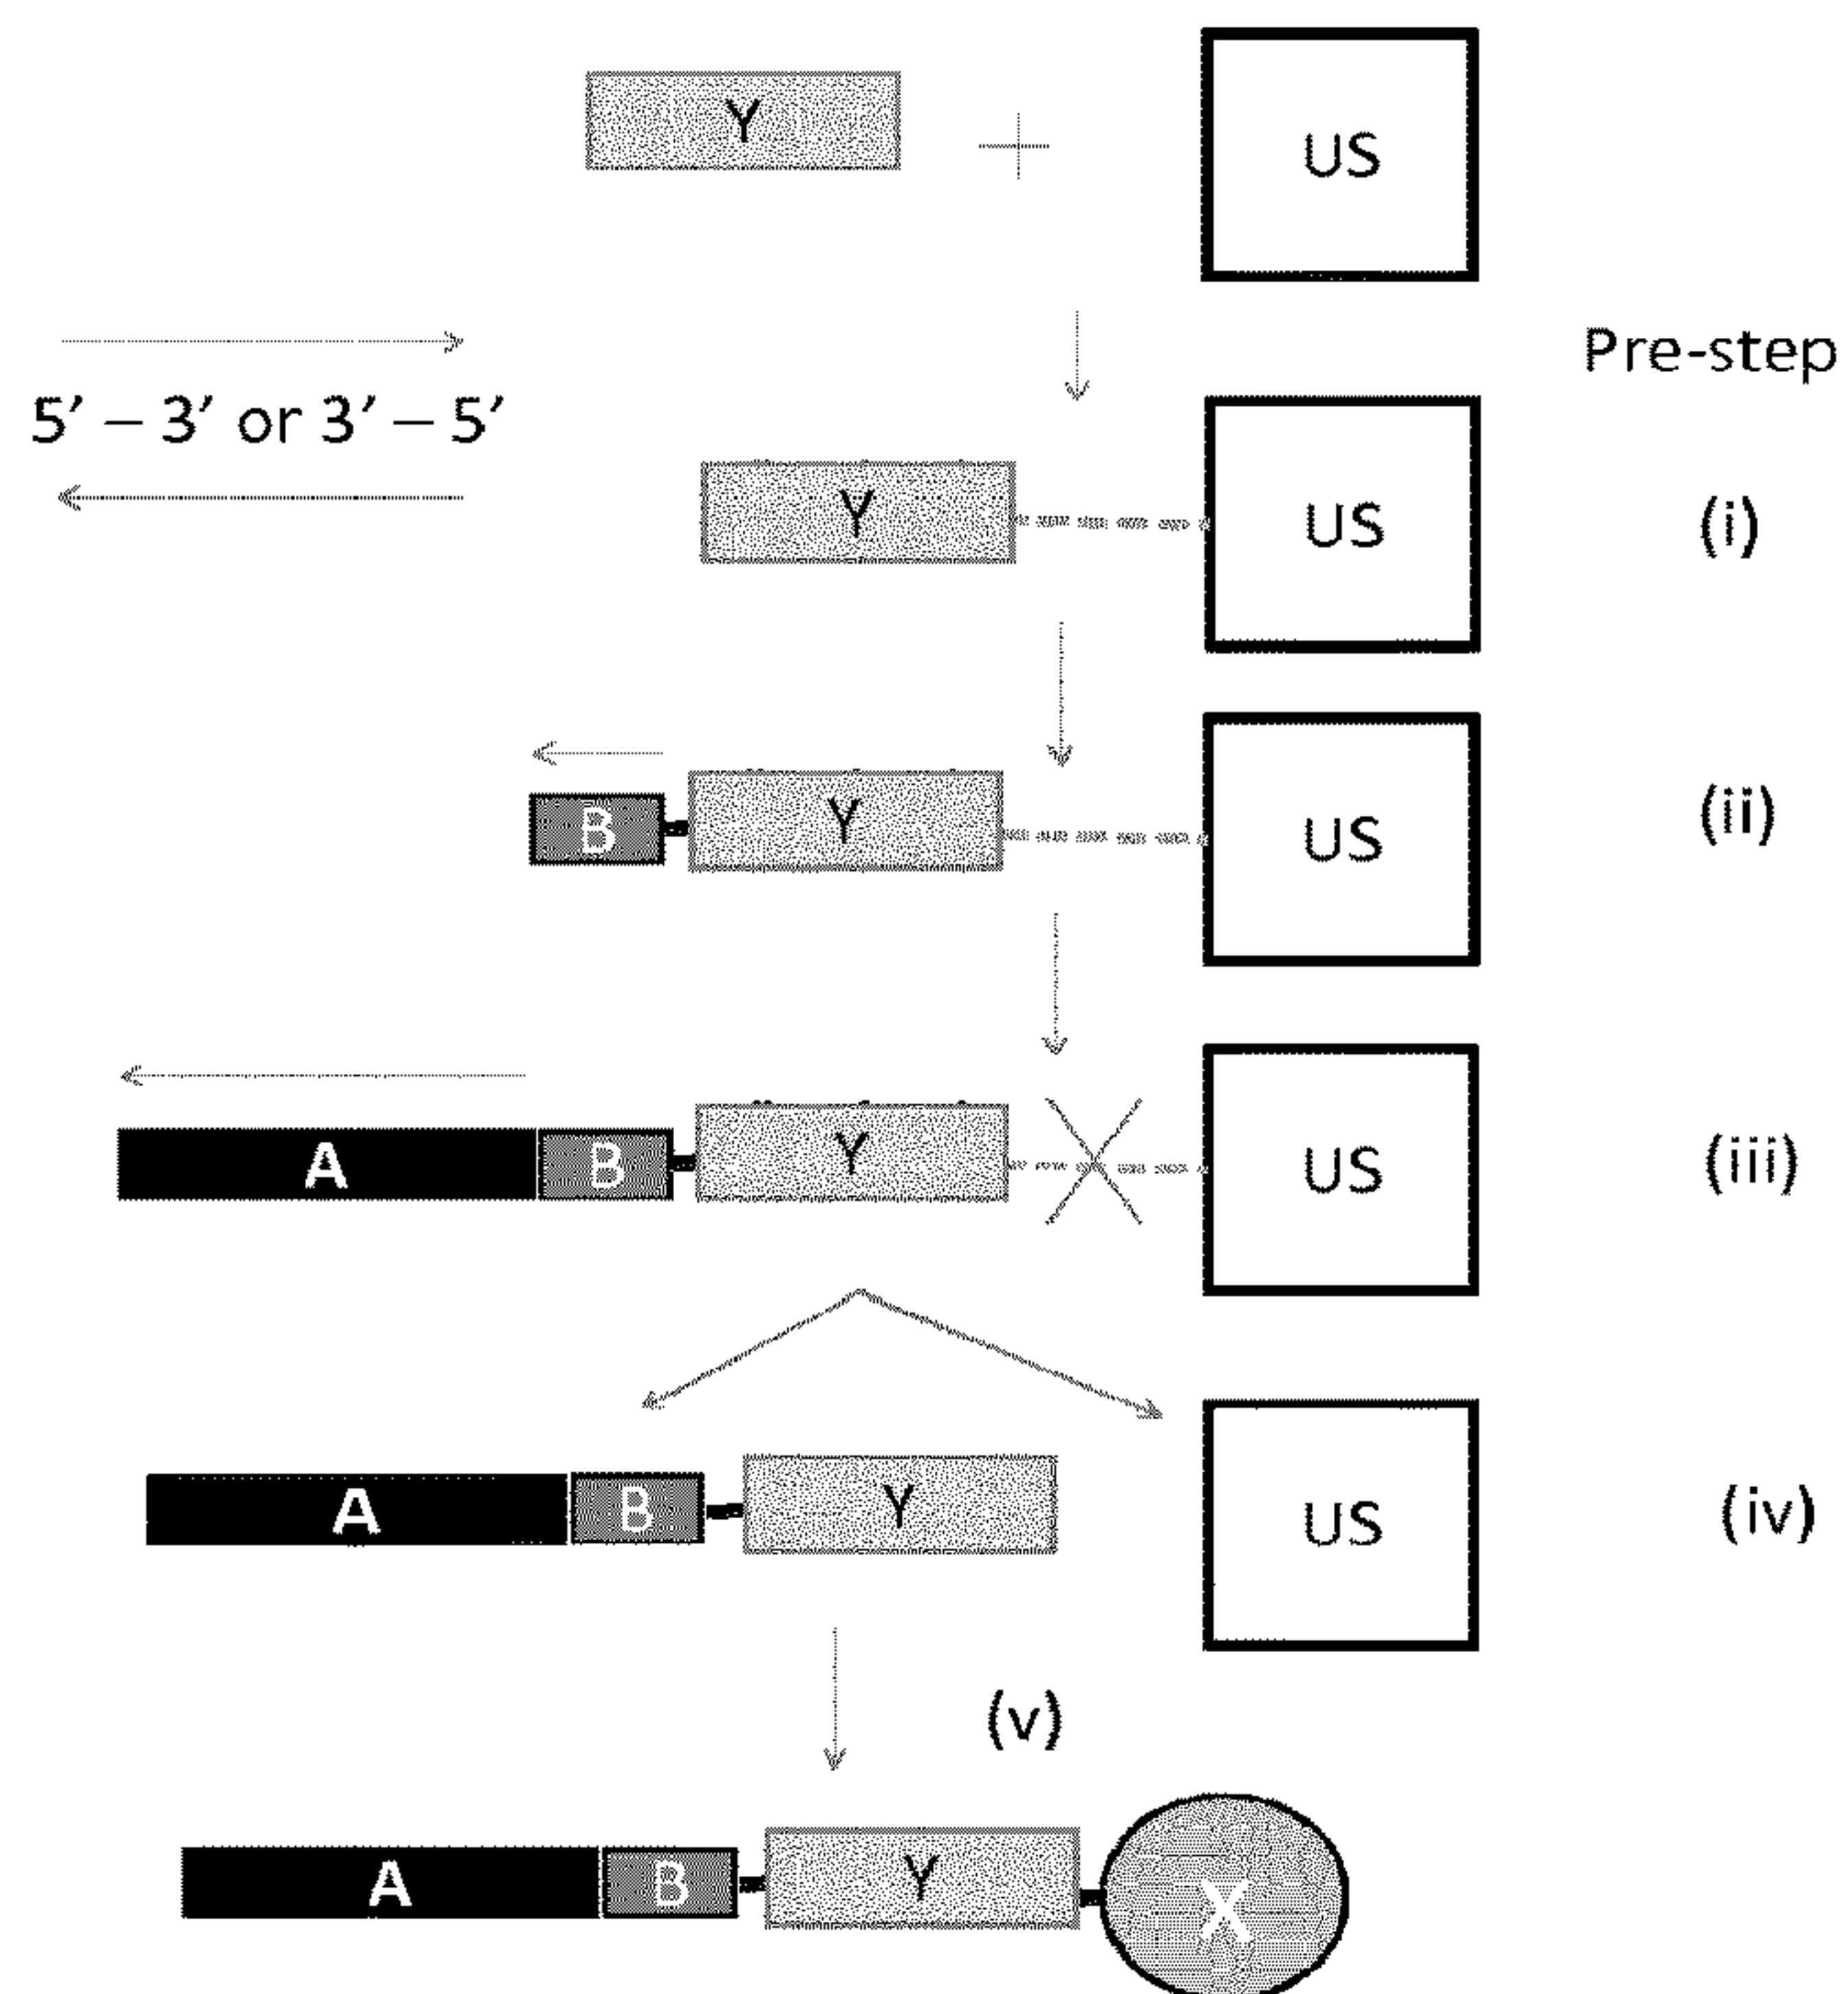 Y
US
Pre-step
5’ – 3’ or 3’ – 5’
Y
US
(i)
B
Y
US
(ii)
A
B
Y
US
(iii)
A
B
Y
US
(iv)
(v)
A
B
Y
X